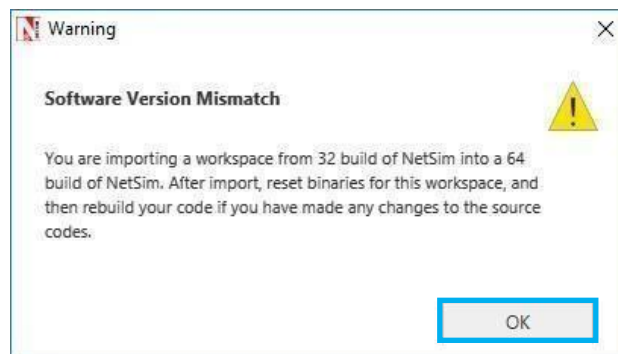 Warning
Software Version Mismatch
You are importing a workspace from 32 build of NetSim into a 64
build of NetSim. After import, reset binaries for this workspace, and
then rebuild your code if you have made any changes to the source
codes.
OK